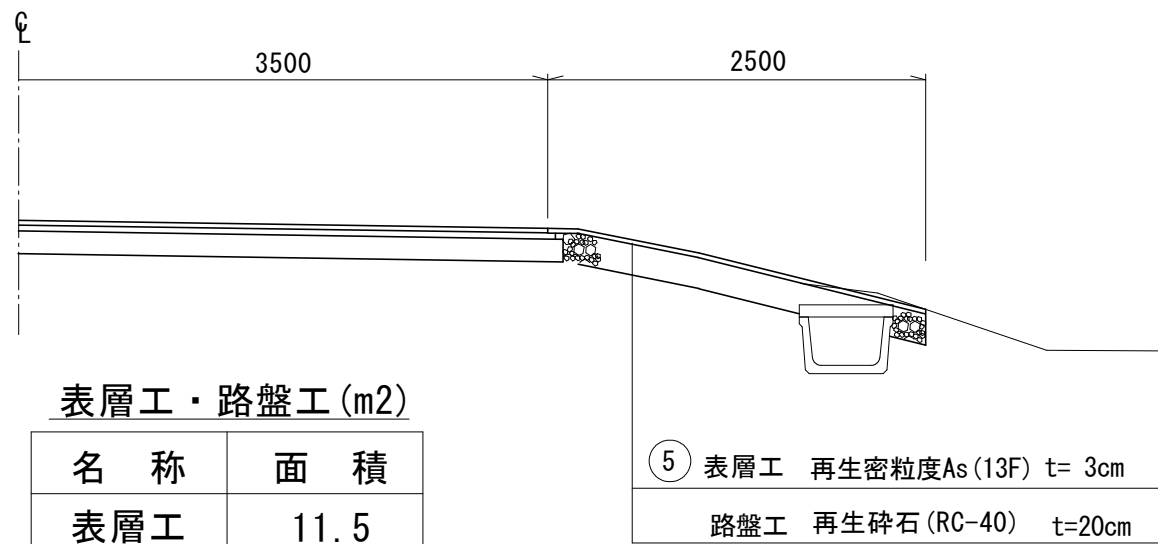 ℄
3500 2500
表層工・路盤工(m2)
名 称 面 積
表層工 11.5
⑤ 表層工 再生密粒度As(13F) t= 3cm
路盤工 再生砕石(RC-40) t=20cm